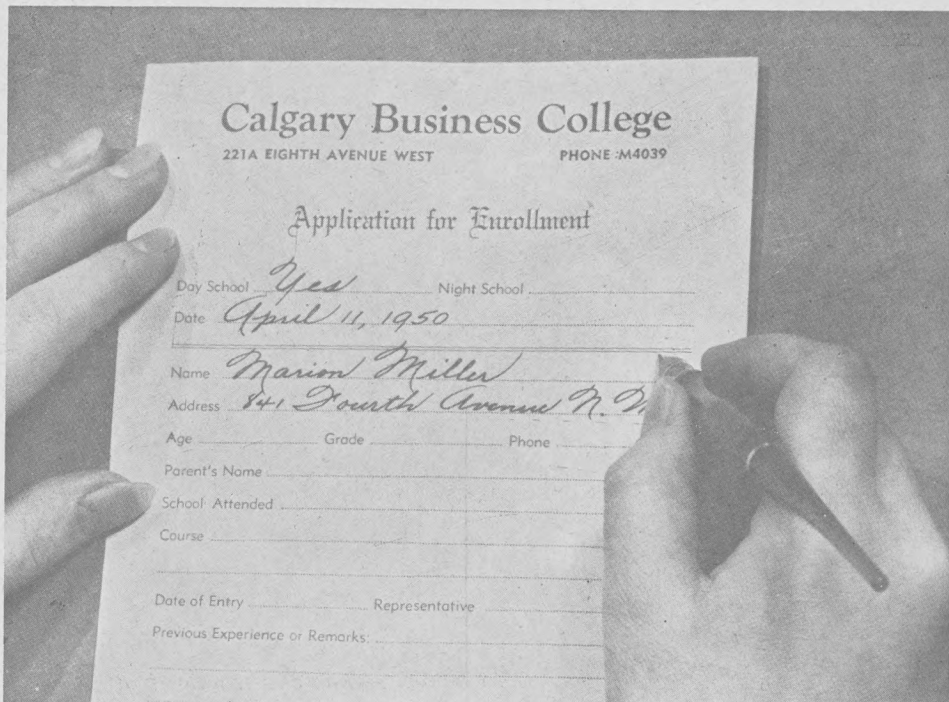 Calgary Business College
221A EIGHTH AVENUE WEST PHONE :M4039
Application for Enrollment
Day School Yes Night School
Date April 11, 1950
Name Marion Miller
Address 841 Fourth Avenue N.
Age Grade Phone
Parent's Name
School Attended
Course
Date of Entry Representative
Previous Experience or Remarks: